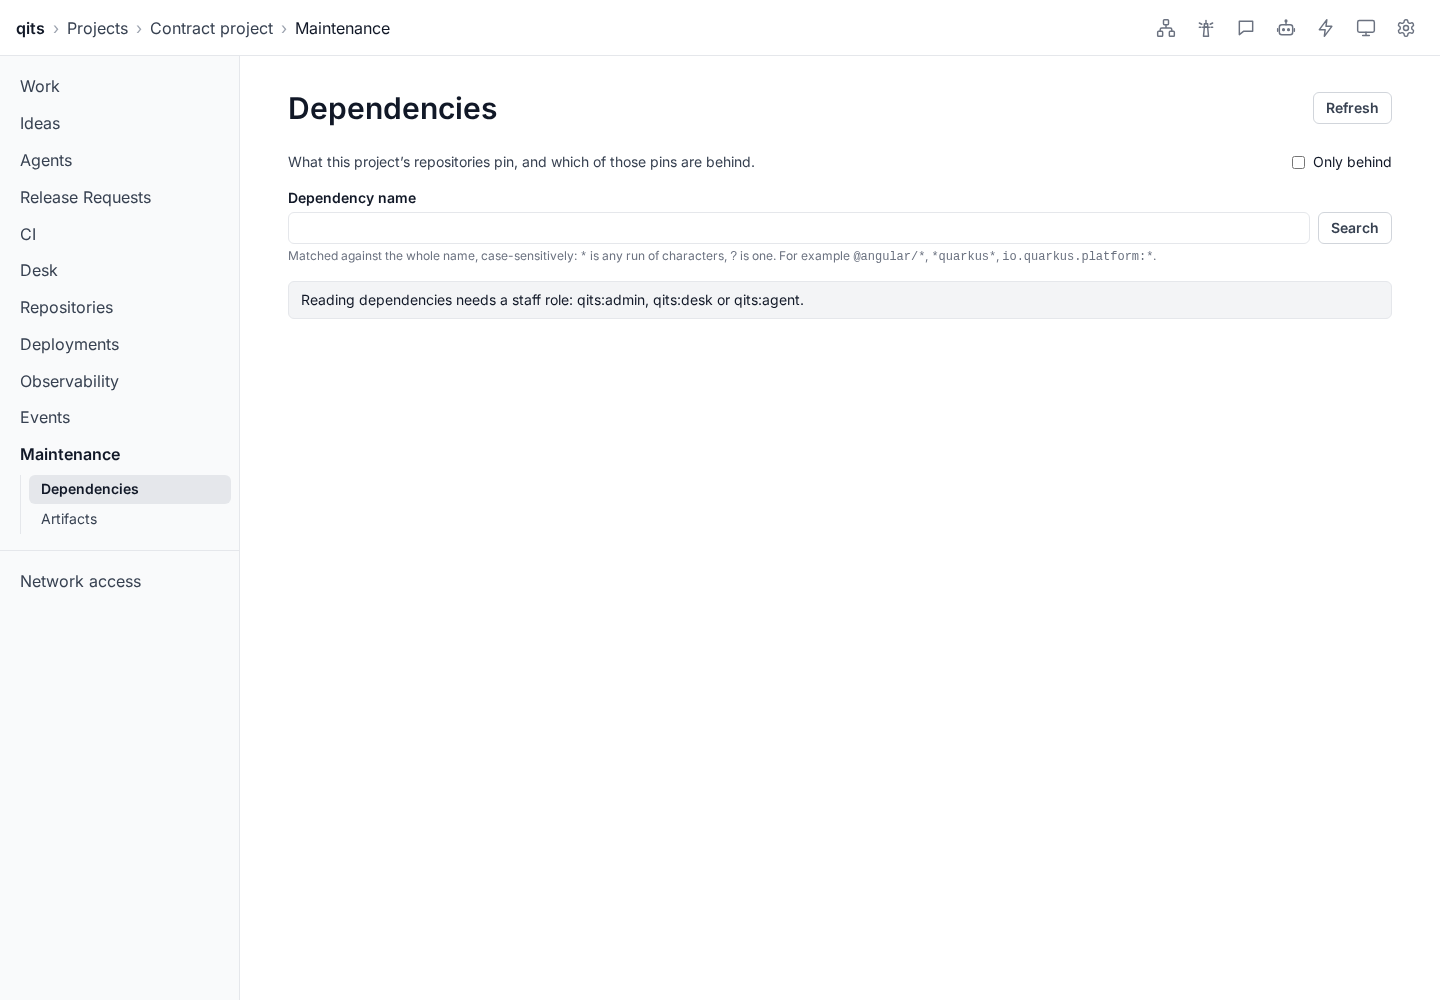 qits › Projects › Contract project › Maintenance
Work
Ideas
Agents
Release Requests
CI
Desk
Repositories
Deployments
Observability
Events
Maintenance
Dependencies
Artifacts
Network access
Dependencies
Refresh
What this project’s repositories pin, and which of those pins are behind.
Only behind
Dependency name
Search
Matched against the whole name, case-sensitively: * is any run of characters, ? is one. For example @angular/*, *quarkus*, io.quarkus.platform:*.
Reading dependencies needs a staff role: qits:admin, qits:desk or qits:agent.